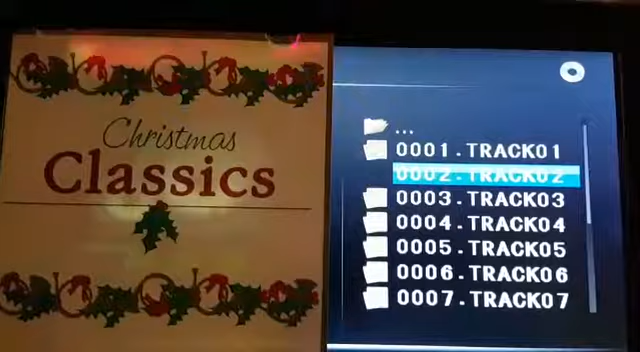 Christmas
Classics
...
0001.TRACK01
0002.TRACK02
0003.TRACK03
0004.TRACK04
0005.TRACK05
0006.TRACK06
0007.TRACK07